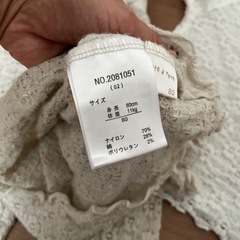 NO.2081051
(02)
サイズ
身長 80cm
体重 11kg
80
ナイロン 70%
綿 28%
ポリウレタン 2%
80